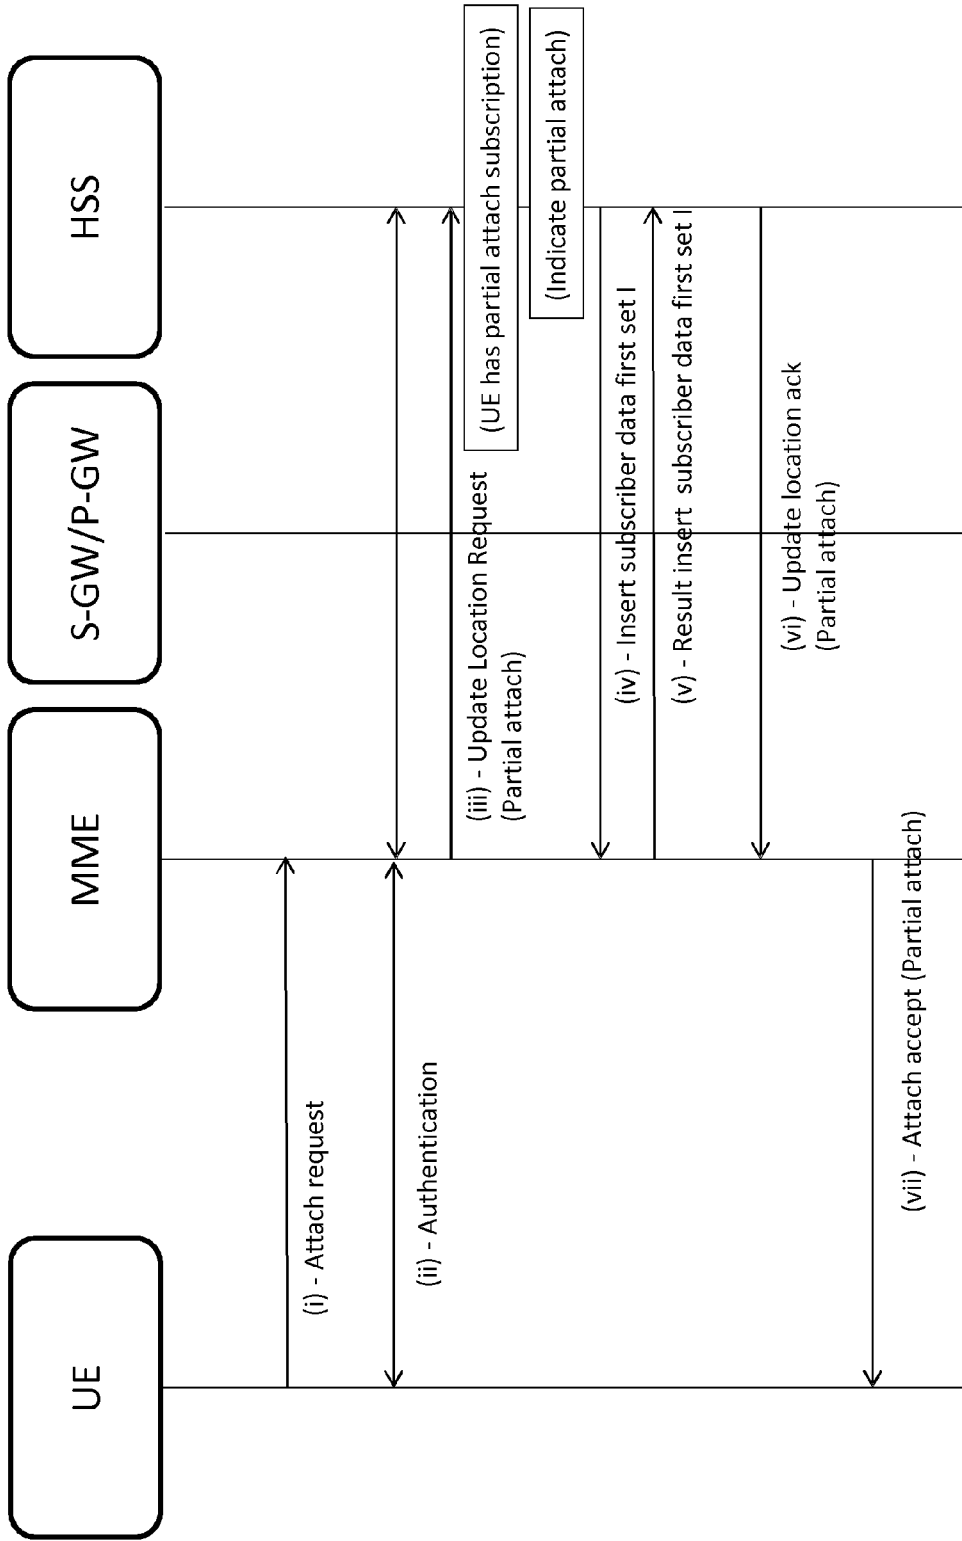 UE
MME
S-GW/P-GW
HSS
(i) - Attach request
(ii) - Authentication
(iii) - Update Location Request
(Partial attach)
(UE has partial attach subscription)
(Indicate partial attach)
(iv) - Insert subscriber data first set I
(v) - Result insert subscriber data first set I
(vi) - Update location ack
(Partial attach)
(vii) - Attach accept (Partial attach)